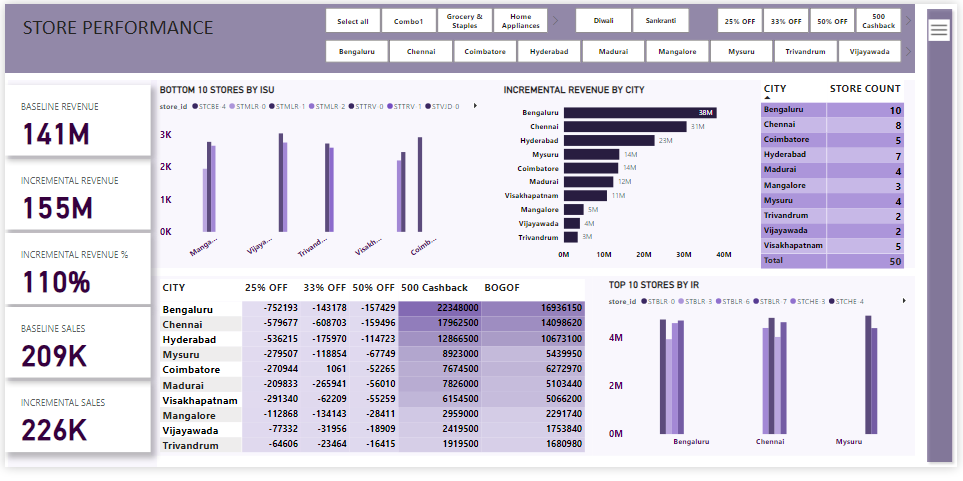 STORE PERFORMANCE
Select all Combo1 Grocery & Staples Home Appliances Diwali Sankranti 25% OFF 33% OFF 50% OFF 500 Cashback
Bengaluru Chennai Coimbatore Hyderabad Madurai Mangalore Mysuru Trivandrum Vijayawada
BASELINE REVENUE
141M
INCREMENTAL REVENUE
155M
INCREMENTAL REVENUE %
110%
BASELINE SALES
209K
INCREMENTAL SALES
226K
BOTTOM 10 STORES BY ISU
store_id STCBE-4 STMLR-0 STMLR-1 STMLR-2 STTRV-0 STTRV-1 STVJD-0
3K
2K
1K
0K
Manga... Vijaya... Trivand... Visakh... Coimb...
INCREMENTAL REVENUE BY CITY
Bengaluru 38M
Chennai 31M
Hyderabad 23M
Mysuru 14M
Coimbatore 14M
Madurai 12M
Visakhapatnam 11M
Mangalore 5M
Vijayawada 4M
Trivandrum 3M
0M 10M 20M 30M 40M
CITY STORE COUNT
Bengaluru 10
Chennai 8
Coimbatore 5
Hyderabad 7
Madurai 4
Mangalore 3
Mysuru 4
Trivandrum 2
Vijayawada 2
Visakhapatnam 5
Total 50
CITY 25% OFF 33% OFF 50% OFF 500 Cashback BOGOF
Bengaluru -752193 -143178 -157429 22348000 16936150
Chennai -579677 -608703 -159496 17962500 14098620
Hyderabad -536215 -175970 -114723 12866500 10673100
Mysuru -279507 -118854 -67749 8923000 5439950
Coimbatore -270944 1061 -52265 7674500 6272970
Madurai -209833 -265941 -56010 7826000 5103440
Visakhapatnam -291340 -62209 -55259 6154500 5066200
Mangalore -112868 -134143 -28411 2959000 2291740
Vijayawada -77332 -31956 -18909 2419500 1753840
Trivandrum -64606 -23464 -16415 1919500 1680980
TOP 10 STORES BY IR
store_id STBLR-0 STBLR-3 STBLR-6 STBLR-7 STCHE-3 STCHE-4
4M
2M
0M
Bengaluru Chennai Mysuru